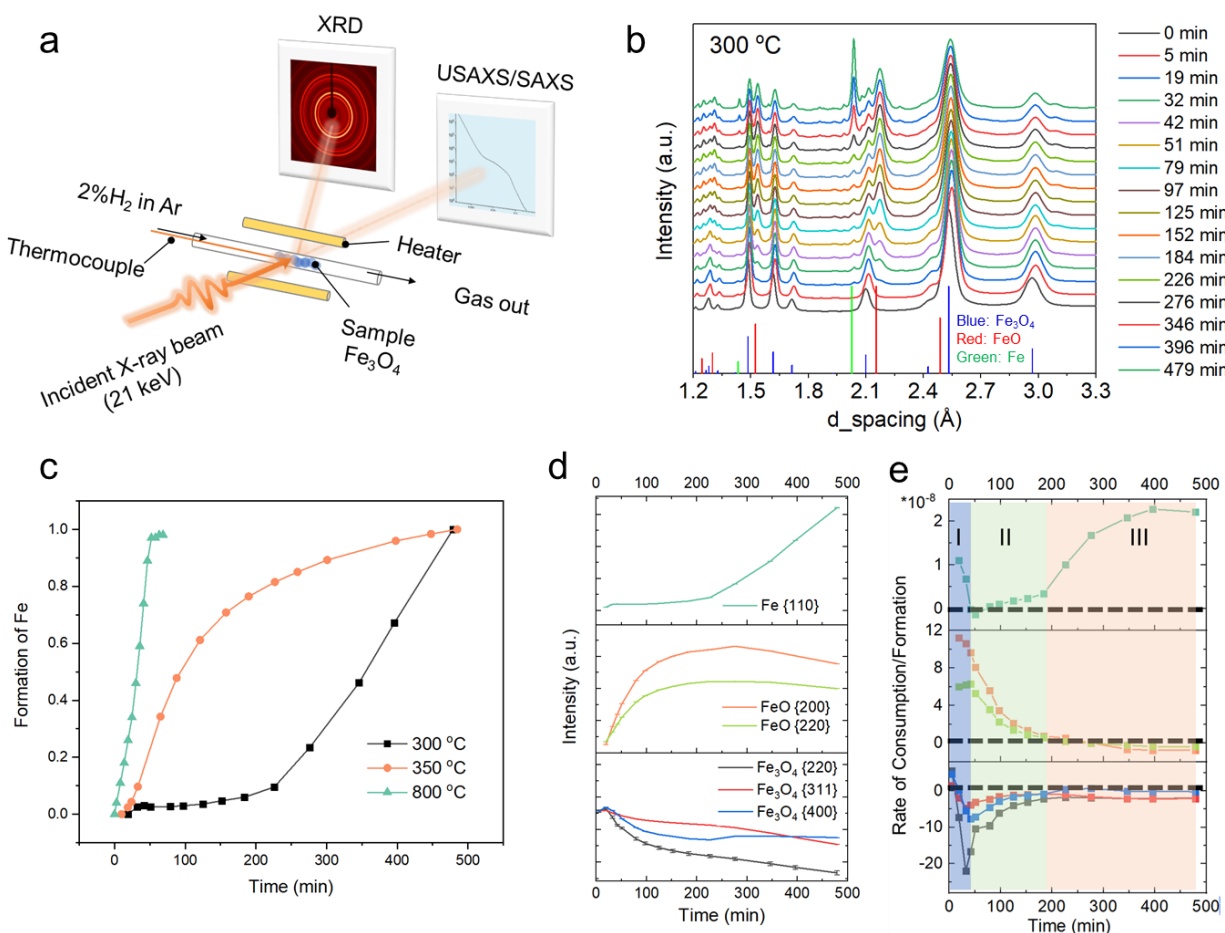 a
XRD
USAXS/SAXS
2%H₂ in Ar
Thermocouple
Heater
Gas out
Sample
Fe₃O₄
Incident X-ray beam
(21 keV)
b
300 °C
Intensity (a.u.)
Blue: Fe₃O₄
Red: FeO
Green: Fe
1.2 1.5 1.8 2.1 2.4 2.7 3.0 3.3
d_spacing (Å)
0 min
5 min
19 min
32 min
42 min
51 min
79 min
97 min
125 min
152 min
184 min
226 min
276 min
346 min
396 min
479 min
c
Formation of Fe
1.0
0.8
0.6
0.4
0.2
0.0
300 °C
350 °C
800 °C
0 100 200 300 400 500
Time (min)
d
0 100 200 300 400 500
Intensity (a.u.)
Fe {110}
FeO {200}
FeO {220}
Fe₃O₄ {220}
Fe₃O₄ {311}
Fe₃O₄ {400}
0 100 200 300 400 500
Time (min)
e
0 100 200 300 400 500
*10⁻⁸
Rate of Consumption/Formation
I II III
2
1
0
12
8
4
0
0
-10
-20
0 100 200 300 400 500
Time (min)